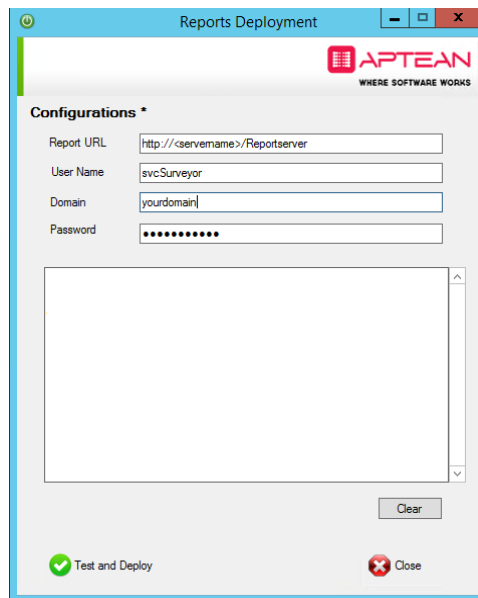 Reports Deployment
APTEAN
WHERE SOFTWARE WORKS
Configurations *
Report URL http://<servername>/Reportserver
User Name svcSurveyor
Domain yourdomain
Password ●●●●●●●●●●●
Clear
Test and Deploy
Close